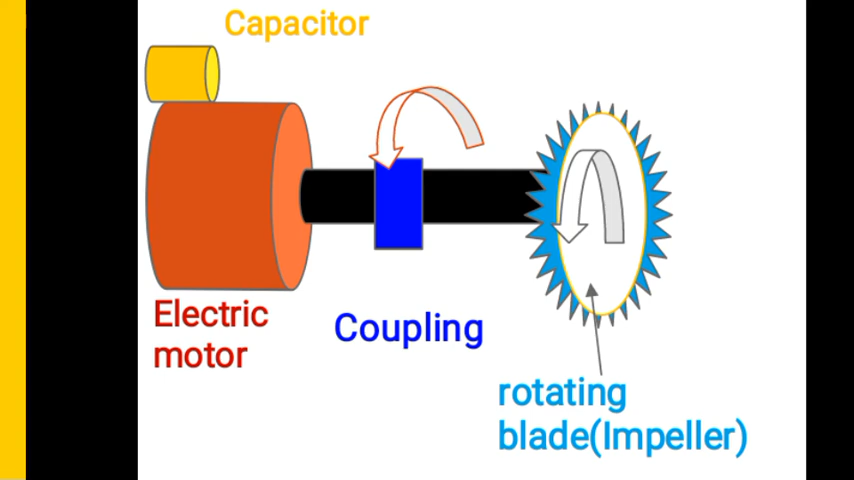 Capacitor
Electric
motor
Coupling
rotating
blade(Impeller)